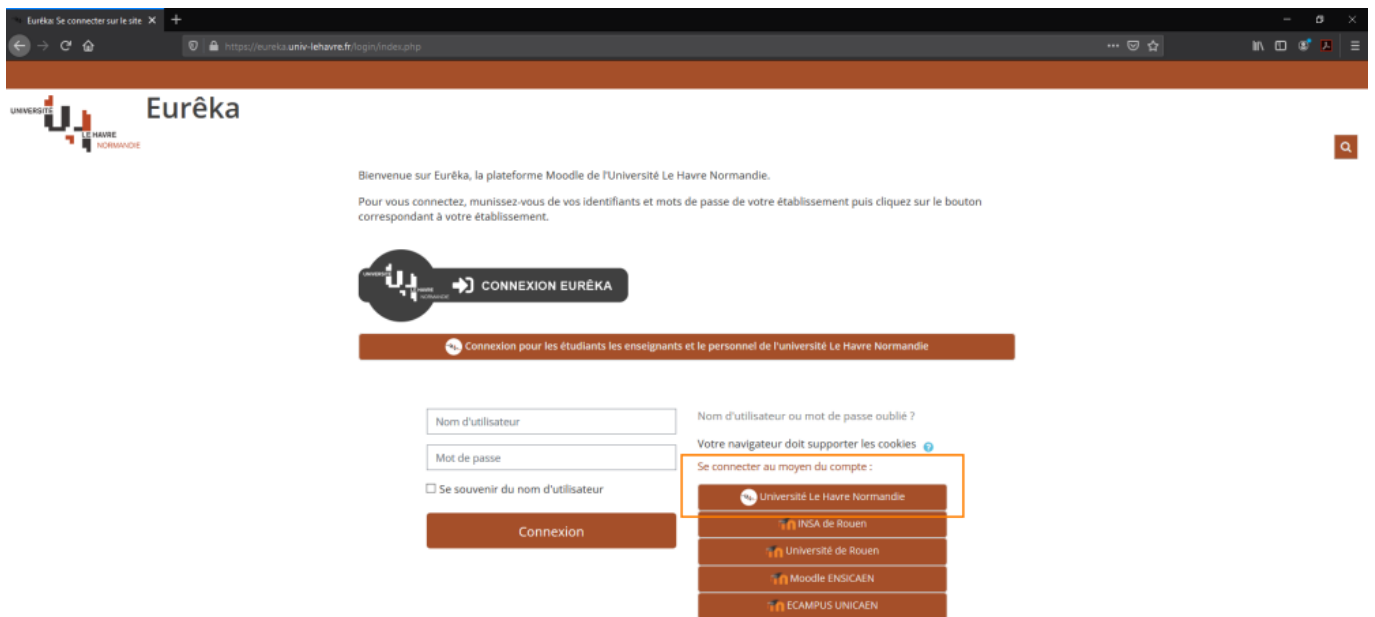 Eurêka: Se connecter sur le site
https://eureka.univ-lehavre.fr/login/index.php
UNIVERSITÉ
LE HAVRE
NORMANDIE
Eurêka
Bienvenue sur Eurêka, la plateforme Moodle de l'Université Le Havre Normandie.
Pour vous connectez, munissez-vous de vos identifiants et mots de passe de votre établissement puis cliquez sur le bouton
correspondant à votre établissement.
UNIVERSITÉ
LE HAVRE
NORMANDIE
CONNEXION EURÊKA
Connexion pour les étudiants les enseignants et le personnel de l'université Le Havre Normandie
Nom d'utilisateur
Mot de passe
Se souvenir du nom d'utilisateur
Connexion
Nom d'utilisateur ou mot de passe oublié ?
Votre navigateur doit supporter les cookies
Se connecter au moyen du compte :
Université Le Havre Normandie
INSA de Rouen
Université de Rouen
Moodle ENSICAEN
ECAMPUS UNICAEN